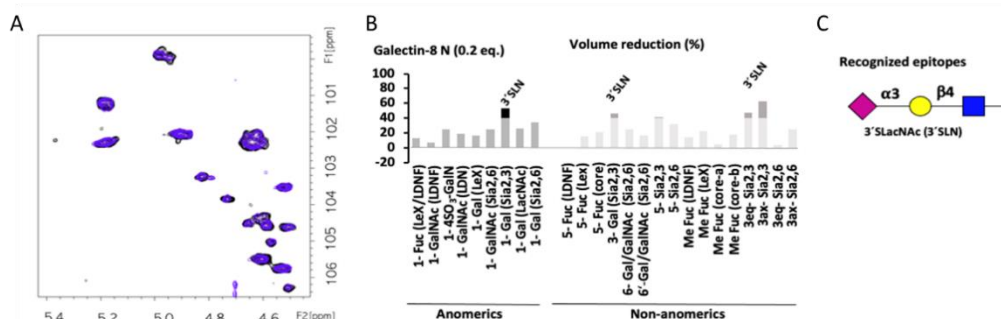 A
F1[ppm]
101
102
103
104
105
106
5.4
5.2
5.0
4.8
4.6
F2[ppm]
B
Galectin-8 N (0.2 eq.)
Volume reduction (%)
100
80
60
40
20
0
-20
3´SLN
3´SLN
3´SLN
1- Fuc (LeX/LDNF)
1- GalNAc (LDNF)
1- 4SO3-GalN
1- GalNAc (LDN)
1- Gal (LeX)
1- GalNAc (Sia2,6)
1- Gal (Sia2,3)
1- Gal (LacNAc)
1- Gal (Sia2,6)
5- Fuc (LDNF)
5- Fuc (Lex)
5- Fuc (core)
3- Gal (Sia2,3)
6- Gal/GalNAc (Sia2,6)
6'-Gal/GalNAc (Sia2,6)
5- Sia2,3
5- Sia2,6
Me Fuc (LDNF)
Me Fuc (LeX)
Me Fuc (core-a)
Me Fuc (core-b)
3eq- Sia2,3
3ax- Sia2,3
3eq- Sia2,6
3ax- Sia2,6
Anomerics
Non-anomerics
C
Recognized epitopes
α3
β4
3´SLacNAc (3´SLN)